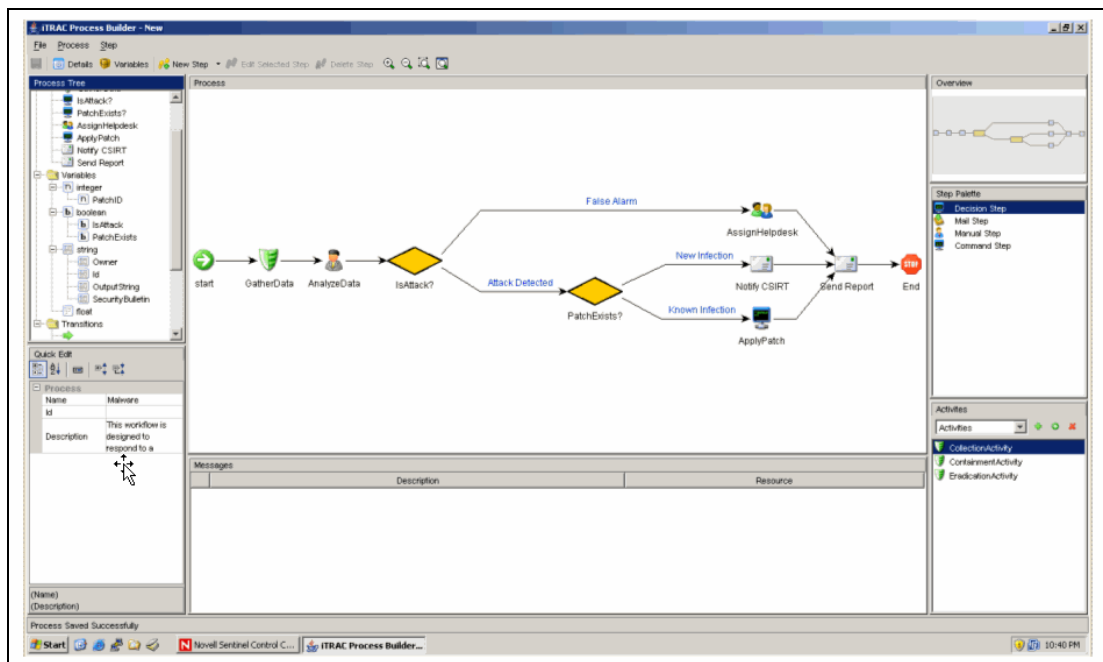 iTRAC Process Builder - New
File Process Step
Details Variables New Step Edit Selected Step Delete Step
Process Tree
IsAttack?
PatchExists?
AssignHelpdesk
ApplyPatch
Notify CSIRT
Send Report
Variables
integer
PatchID
boolean
IsAttack
PatchExists
string
Owner
Id
OutputString
SecurityBulletin
float
Transitions
Quick Edit
Process
Name Malware
Id
Description This workflow is
designed to
respond to a
(Name)
(Description)
Process
False Alarm
AssignHelpdesk
New Infection
start GatherData AnalyzeData IsAttack? Attack Detected Notify CSIRT Send Report End
STOP
Known Infection
PatchExists?
ApplyPatch
Messages
Description Resource
Overview
Step Palette
Decision Step
Mail Step
Manual Step
Command Step
Activities
Activities
CollectionActivity
ContainmentActivity
EradicationActivity
Process Saved Successfully
Start Novell Sentinel Control C... iTRAC Process Builder... 10:40 PM